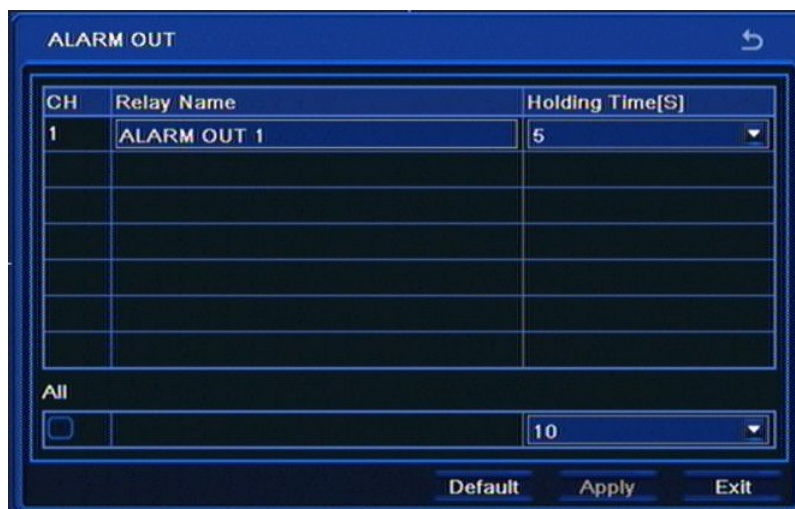 ALARM OUT
CH Relay Name Holding Time[S]
1 ALARM OUT 1 5
All
10
Default Apply Exit